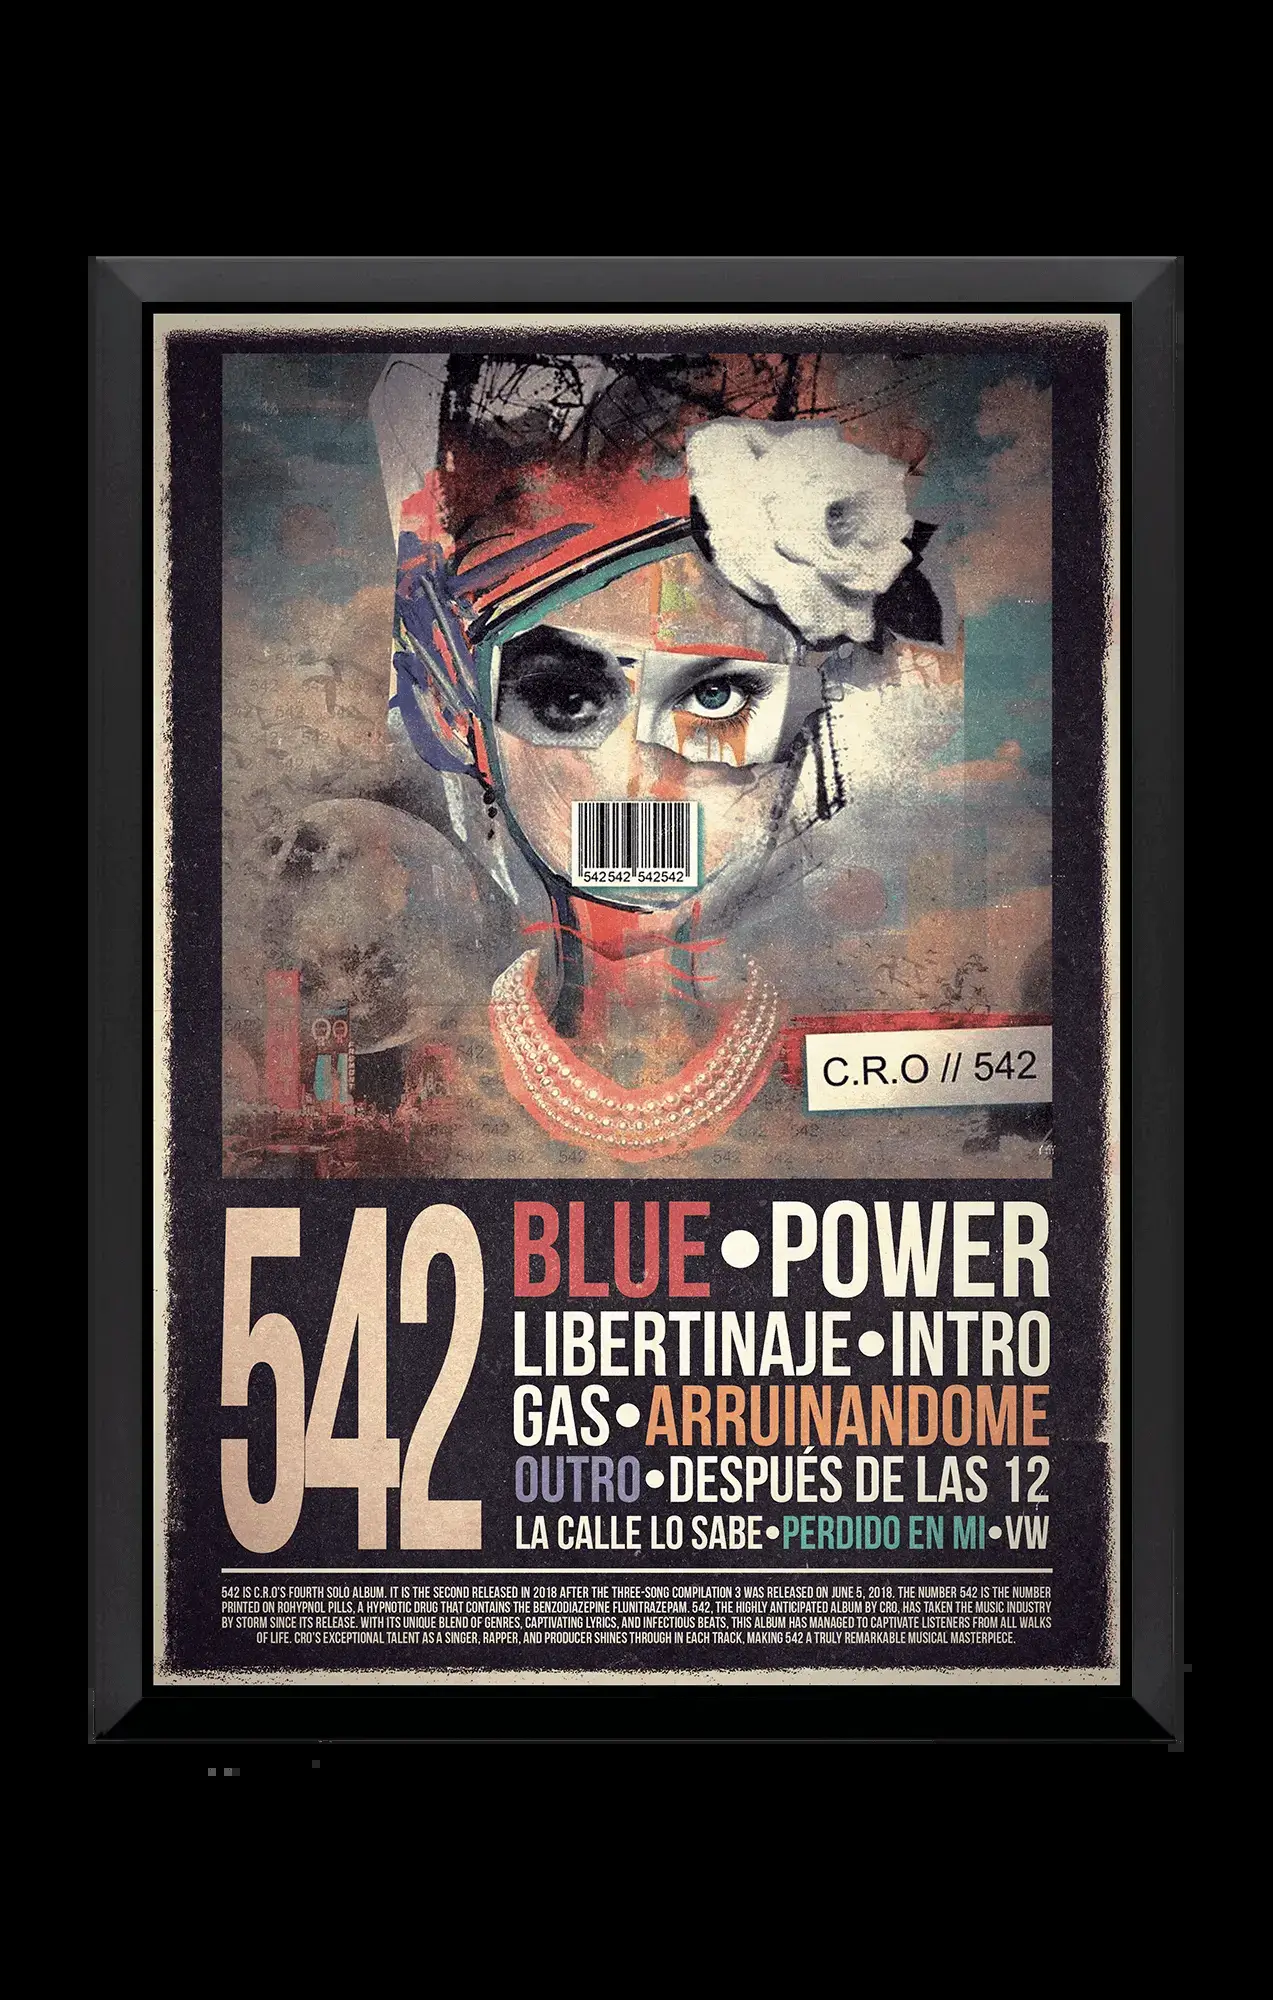 542 542 542542
C.R.O // 542
542
BLUE•POWER
LIBERTINAJE•INTRO
GAS•ARRUINANDOME
OUTRO•DESPUÉS DE LAS 12
LA CALLE LO SABE•PERDIDO EN MI•VW
542 IS C.R.O'S FOURTH SOLO ALBUM. IT IS THE SECOND RELEASED IN 2018 AFTER THE THREE-SONG COMPILATION 3 WAS RELEASED ON JUNE 5, 2018. THE NUMBER 542 IS THE NUMBER
PRINTED ON ROHYPNOL PILLS, A HYPNOTIC DRUG THAT CONTAINS THE BENZODIAZEPINE FLUNITRAZEPAM. 542, THE HIGHLY ANTICIPATED ALBUM BY CRO, HAS TAKEN THE MUSIC INDUSTRY
BY STORM SINCE ITS RELEASE. WITH ITS UNIQUE BLEND OF GENRES, CAPTIVATING LYRICS, AND INFECTIOUS BEATS, THIS ALBUM HAS MANAGED TO CAPTIVATE LISTENERS FROM ALL WALKS
OF LIFE. CRO'S EXCEPTIONAL TALENT AS A SINGER, RAPPER, AND PRODUCER SHINES THROUGH IN EACH TRACK, MAKING 542 A TRULY REMARKABLE MUSICAL MASTERPIECE.